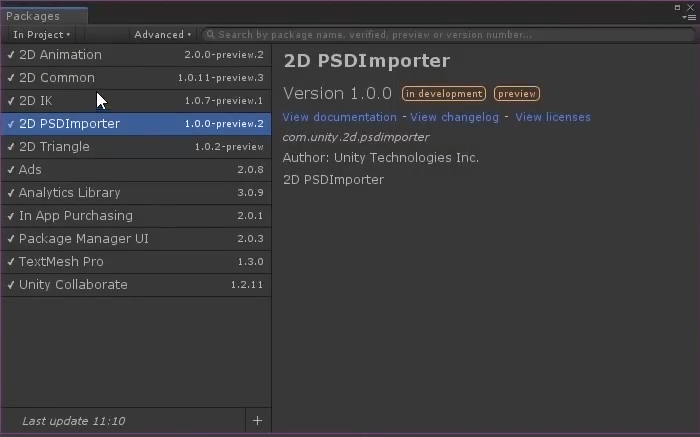 Packages
In Project
Advanced
Search by package name, verified, preview or version number...
2D Animation 2.0.0-preview.2
2D Common 1.0.11-preview.3
2D IK 1.0.7-preview.1
2D PSDImporter 1.0.0-preview.2
2D Triangle 1.0.2-preview
Ads 2.0.8
Analytics Library 3.0.9
In App Purchasing 2.0.1
Package Manager UI 2.0.3
TextMesh Pro 1.3.0
Unity Collaborate 1.2.11
Last update 11:10 +
2D PSDImporter
Version 1.0.0 in development preview
View documentation - View changelog - View licenses
com.unity.2d.psdimporter
Author: Unity Technologies Inc.
2D PSDImporter